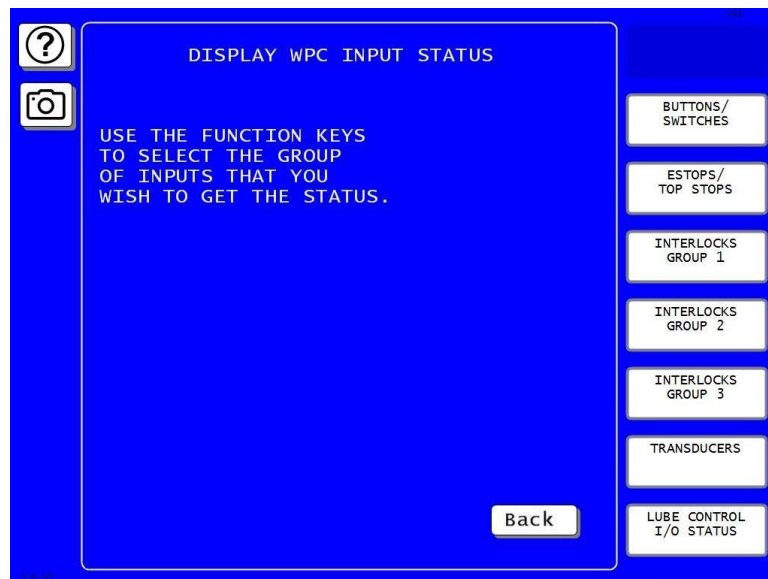 ?
DISPLAY WPC INPUT STATUS
USE THE FUNCTION KEYS
TO SELECT THE GROUP
OF INPUTS THAT YOU
WISH TO GET THE STATUS.
Back
BUTTONS/
SWITCHES
ESTOPS/
TOP STOPS
INTERLOCKS
GROUP 1
INTERLOCKS
GROUP 2
INTERLOCKS
GROUP 3
TRANSDUCERS
LUBE CONTROL
I/O STATUS